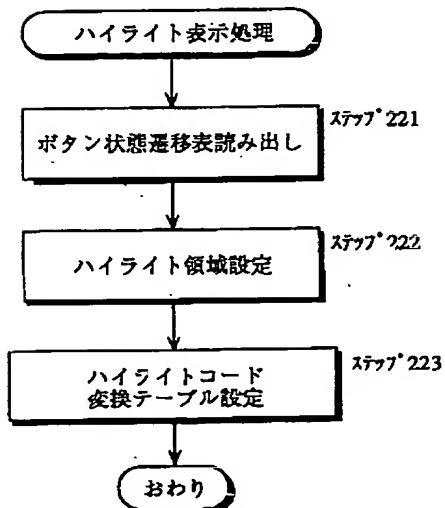 ハイライト表示処理
ボタン状態遷移表読み出し
ステップ221
ハイライト領域設定
ステップ222
ハイライトコード
変換テーブル設定
ステップ223
おわり